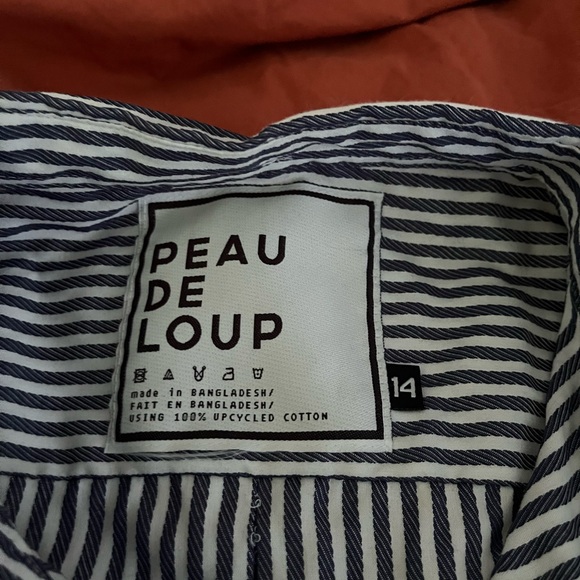 PEAU
DE
LOUP
made in BANGLADESH/
FAIT EN BANGLADESH/
USING 100% UPCYCLED COTTON
14